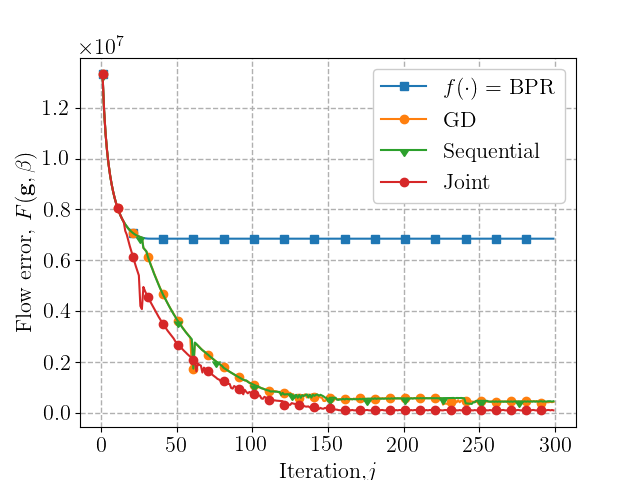 ×10⁷
1.2
1.0
0.8
0.6
0.4
0.2
0.0
Flow error, F(g, β)
f(·) = BPR
GD
Sequential
Joint
0 50 100 150 200 250 300
Iteration, j